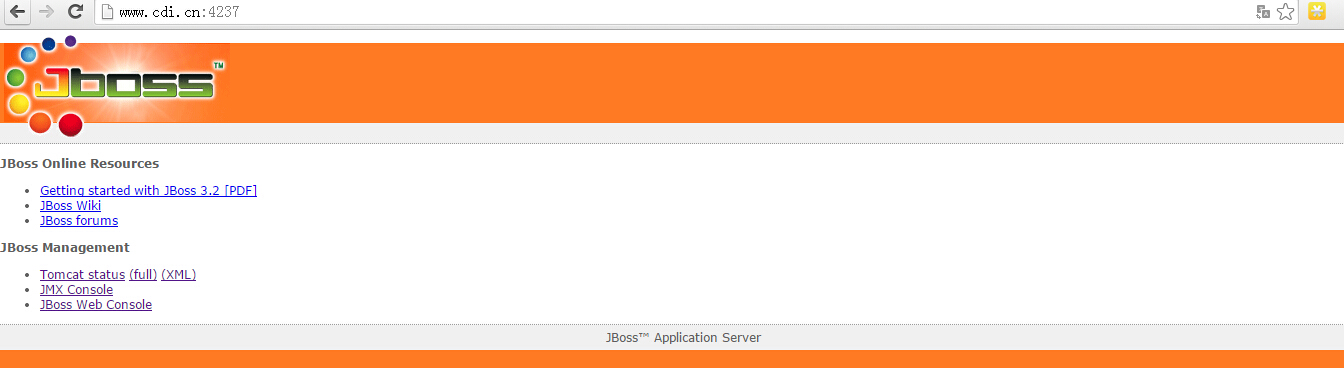 www.cdi.cn:4237
Jboss™
JBoss Online Resources
Getting started with JBoss 3.2 [PDF]
JBoss Wiki
JBoss forums
JBoss Management
Tomcat status (full) (XML)
JMX Console
JBoss Web Console
JBoss™ Application Server